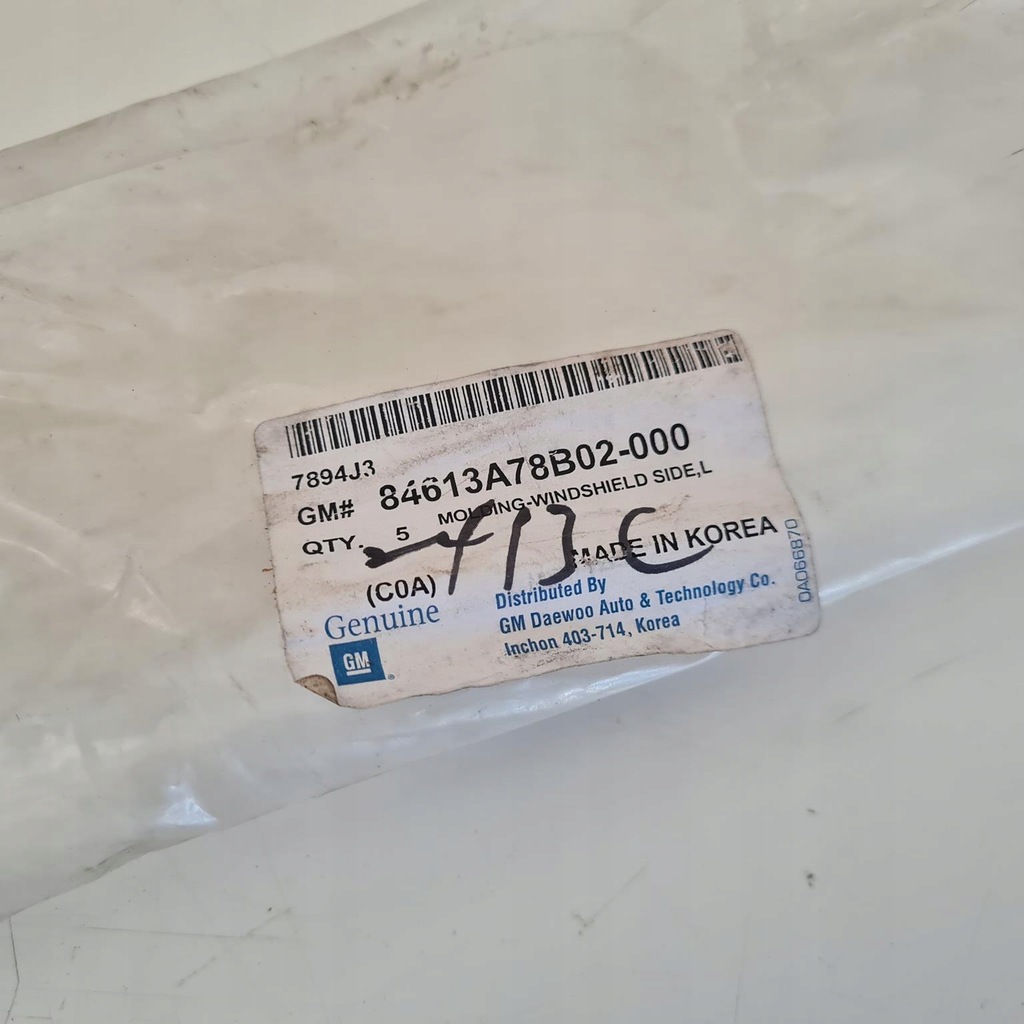 7894J3
GM# 84613A78B02-000
MOLDING-WINDSHIELD SIDE,L
QTY. 5
413C
MADE IN KOREA
(C0A)
Genuine
GM
Distributed By
GM Daewoo Auto & Technology Co.
Inchon 403-714, Korea
0A066870